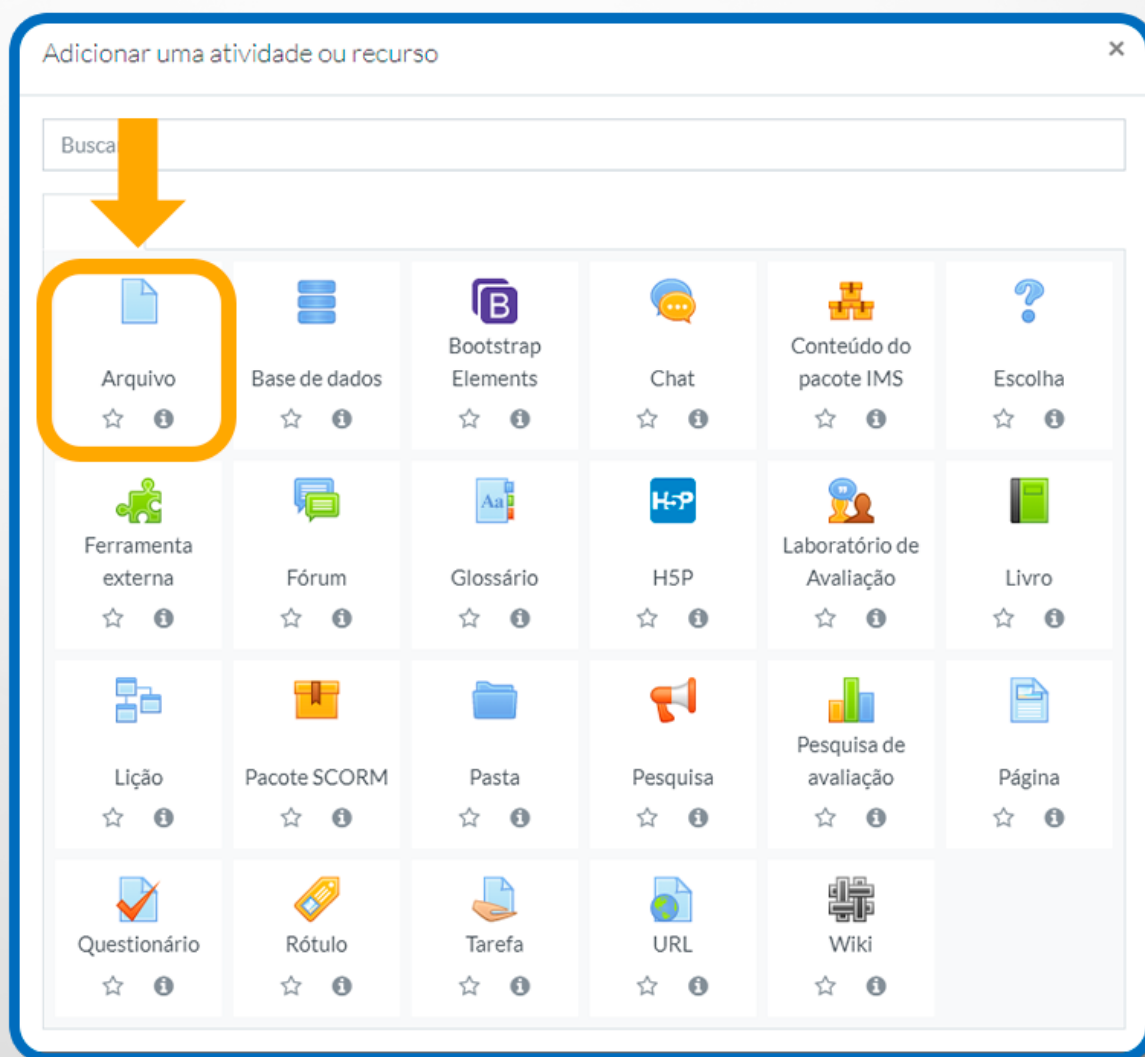 Adicionar uma atividade ou recurso ×
Busca
Arquivo
Base de dados
B
Bootstrap
Elements
Chat
Conteúdo do
pacote IMS
Escolha
Ferramenta
externa
Fórum
Aa
Glossário
H5P
H5P
Laboratório de
Avaliação
Livro
Lição
Pacote SCORM
Pasta
Pesquisa
Pesquisa de
avaliação
Página
Questionário
Rótulo
Tarefa
URL
Wiki